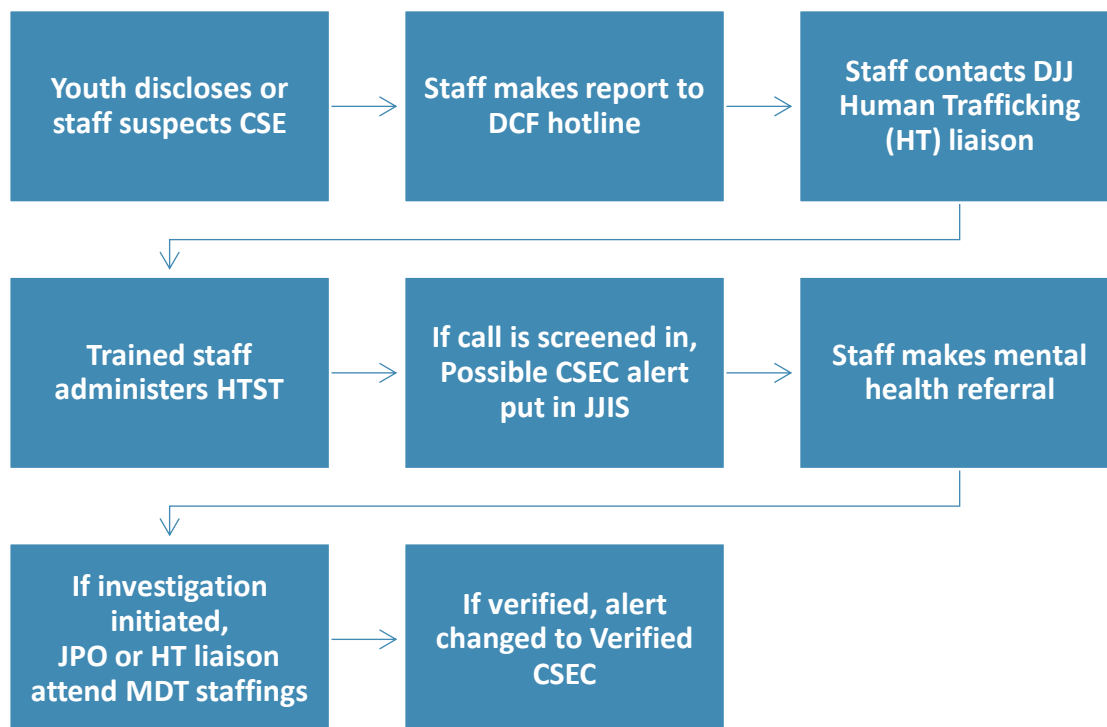 Youth discloses or
staff suspects CSE
Staff makes report to
DCF hotline
Staff contacts DJJ
Human Trafficking
(HT) liaison
Trained staff
administers HTST
If call is screened in,
Possible CSEC alert
put in JJIS
Staff makes mental
health referral
If investigation
initiated,
JPO or HT liaison
attend MDT staffings
If verified, alert
changed to Verified
CSEC